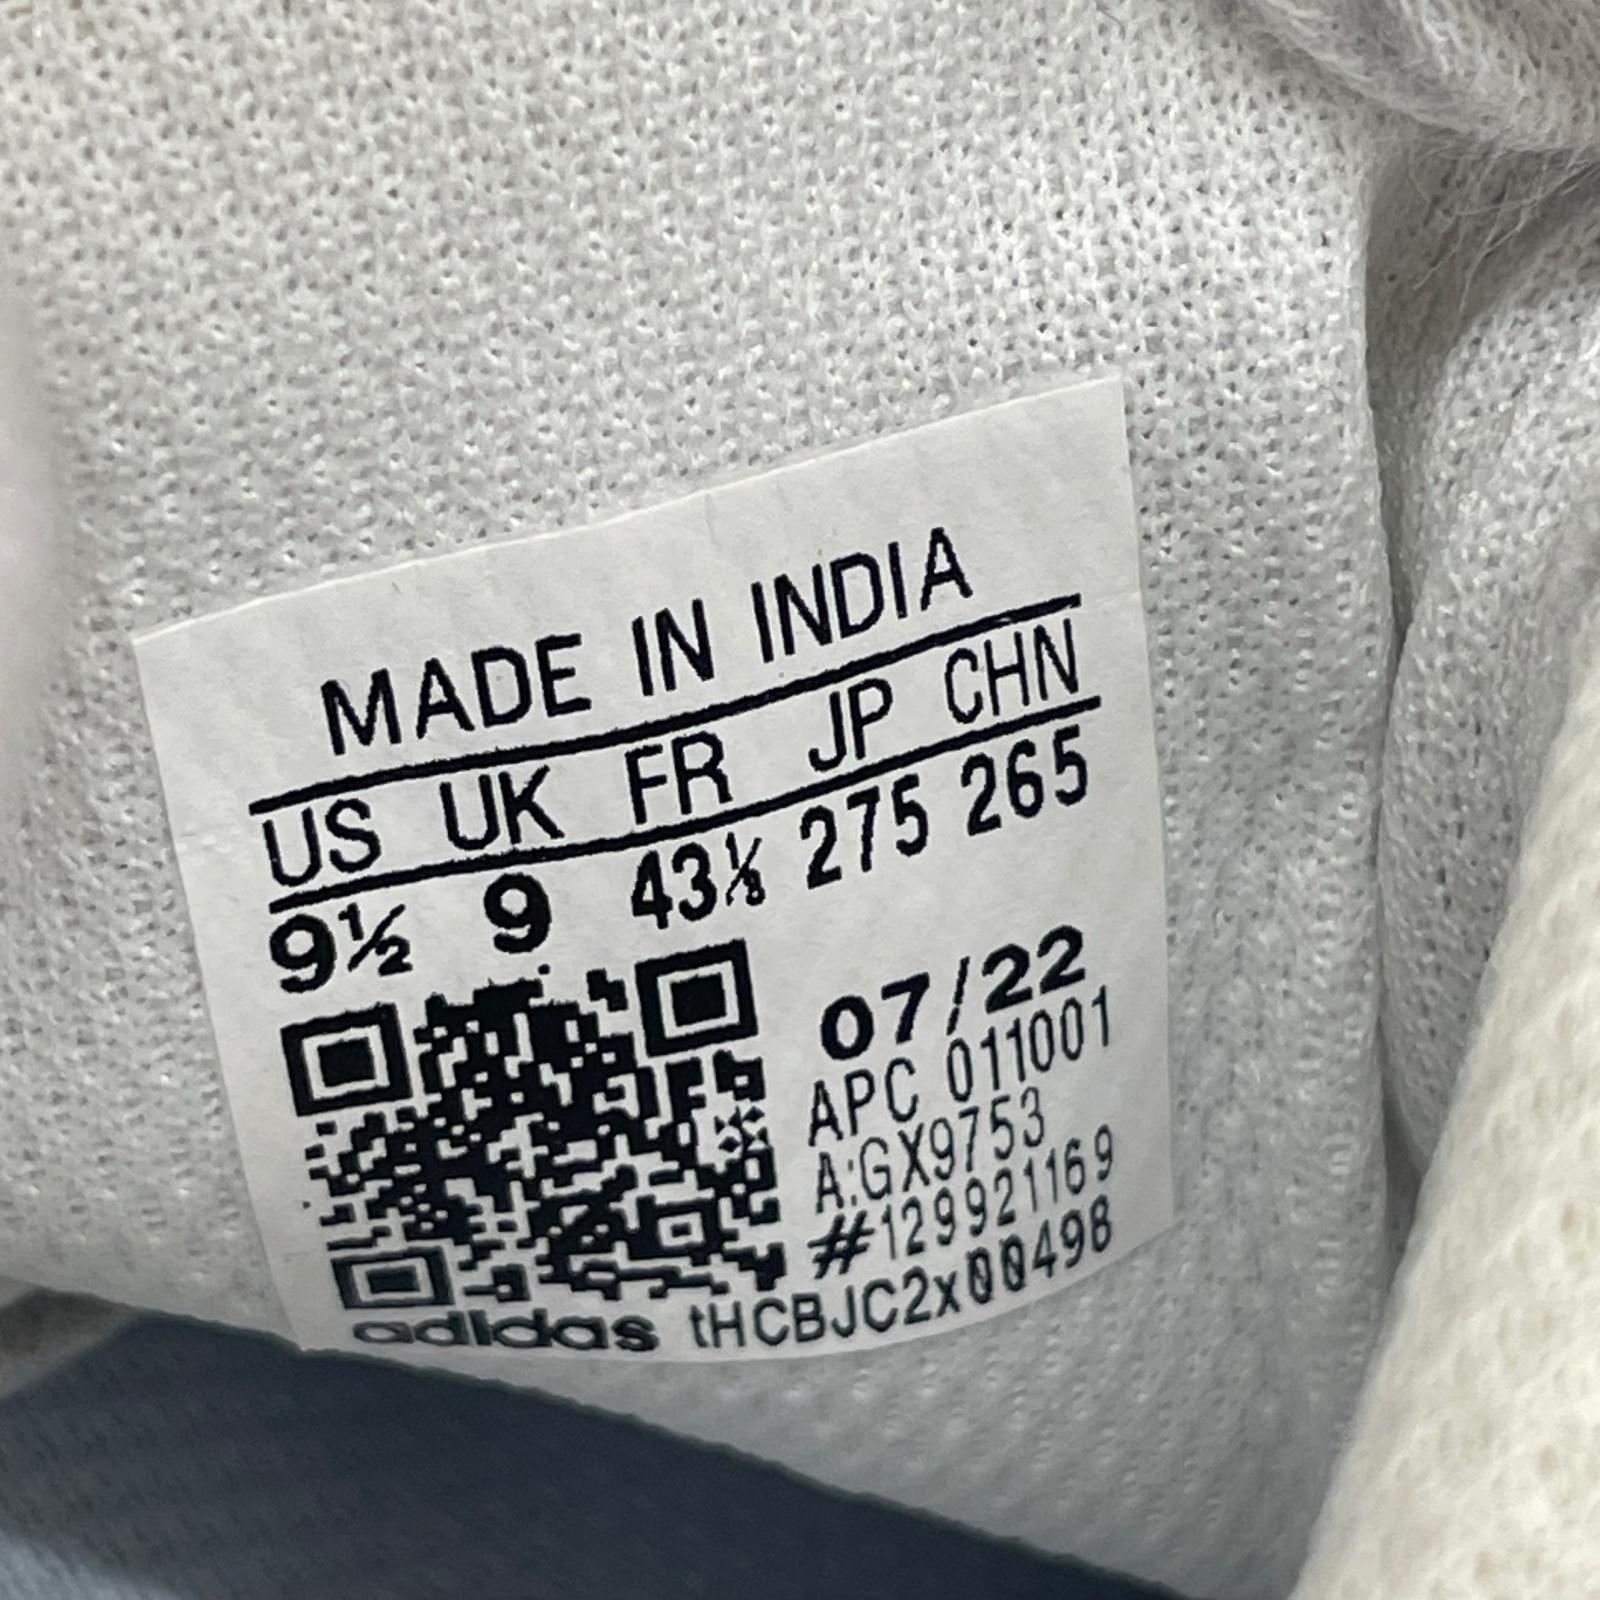 MADE IN INDIA
US UK FR JP CHN
9½ 9 43⅓ 275 265
07/22
APC 011001
A:GX9753
#129921169
adidas tHCBJC2x00498